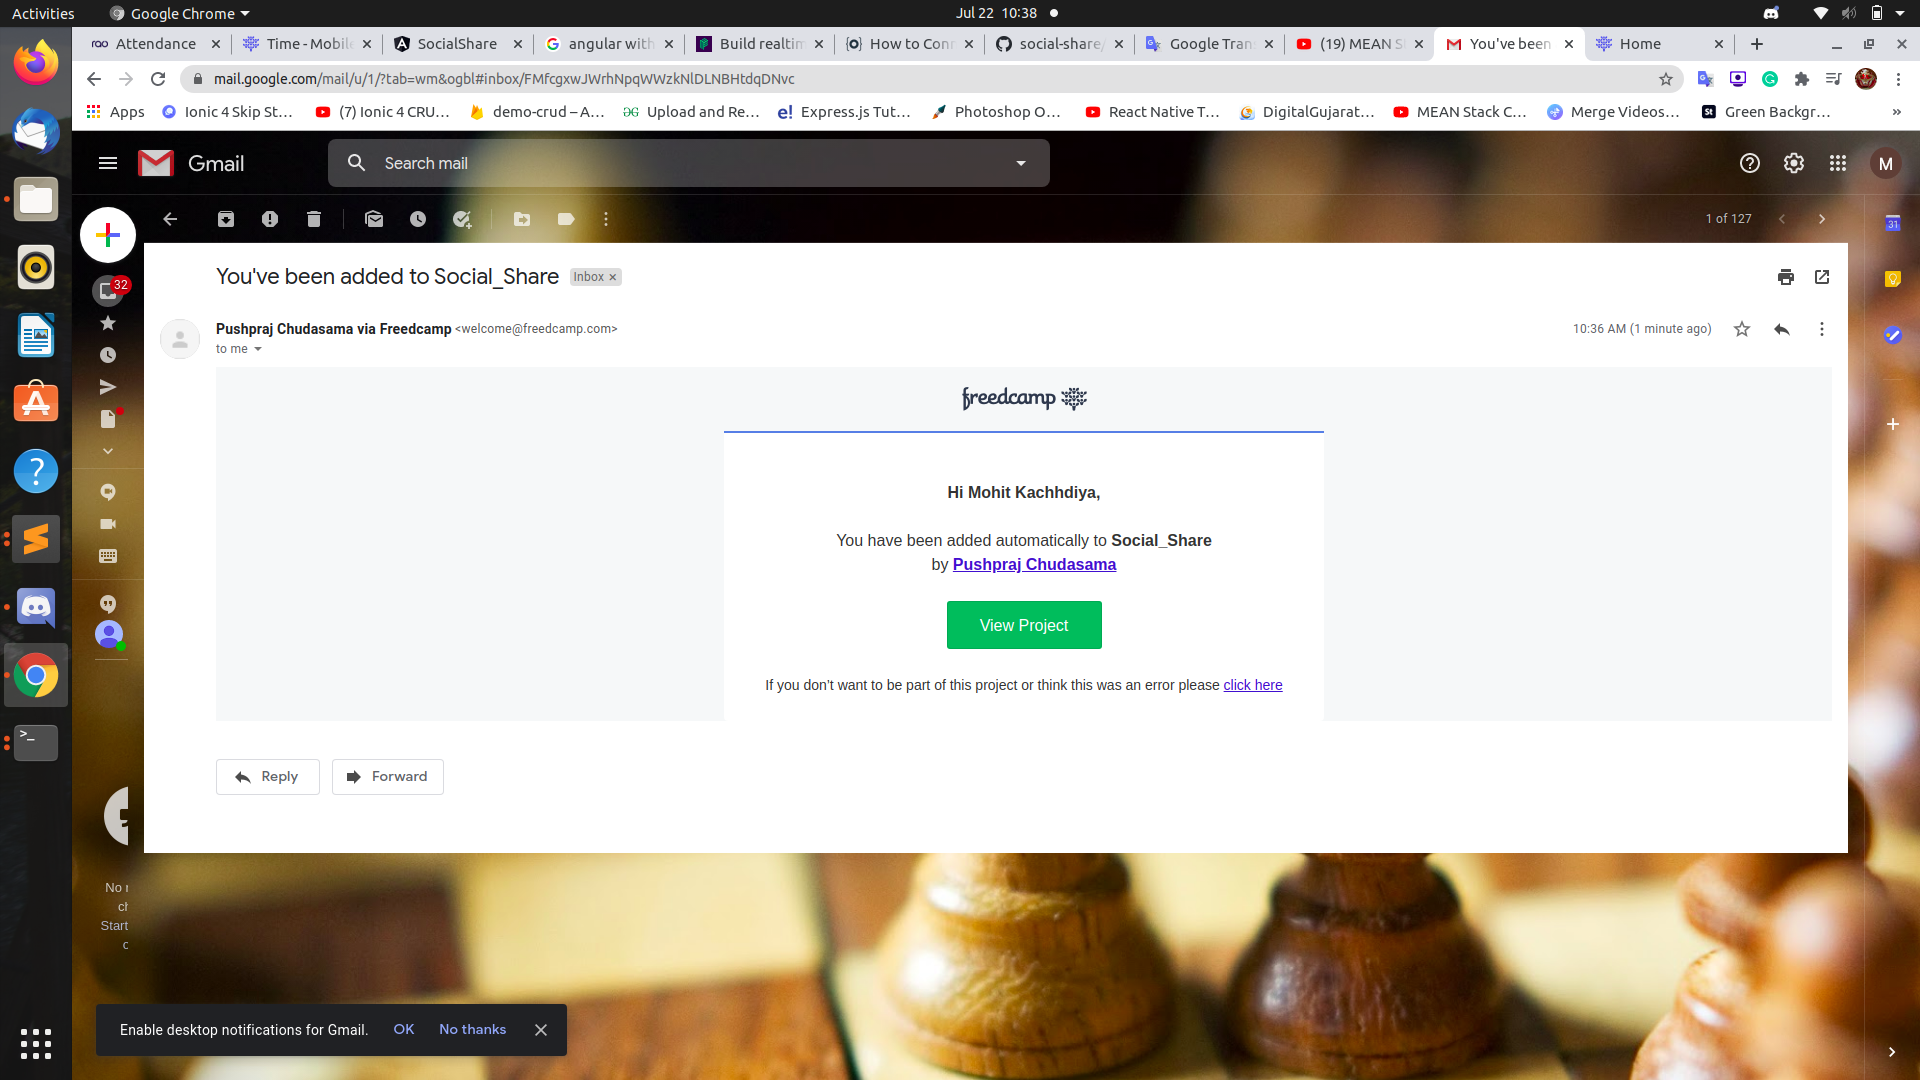 Activities
Google Chrome
Jul 22 10:38
Attendance
Time - Mobile
SocialShare
angular with
Build realtim
How to Conn
social-share/
Google Trans
(19) MEAN S
You've been
Home
mail.google.com/mail/u/1/?tab=wm&ogbl#inbox/FMfcgxwJWrhNpqWWzkNlDLNBHtdqDNvc
Apps
Ionic 4 Skip St...
(7) Ionic 4 CRU...
demo-crud – A...
Upload and Re...
Express.js Tut...
Photoshop O...
React Native T...
DigitalGujarat...
MEAN Stack C...
Merge Videos...
Green Backgr...
»
Gmail
Search mail
M
1 of 127
31
32
You've been added to Social_Share
Inbox ×
Pushpraj Chudasama via Freedcamp <welcome@freedcamp.com>
10:36 AM (1 minute ago)
to me
freedcamp
Hi Mohit Kachhdiya,
You have been added automatically to Social_Share
by Pushpraj Chudasama
View Project
If you don't want to be part of this project or think this was an error please click here
Reply
Forward
No r
ch
Start
Enable desktop notifications for Gmail.
OK
No thanks